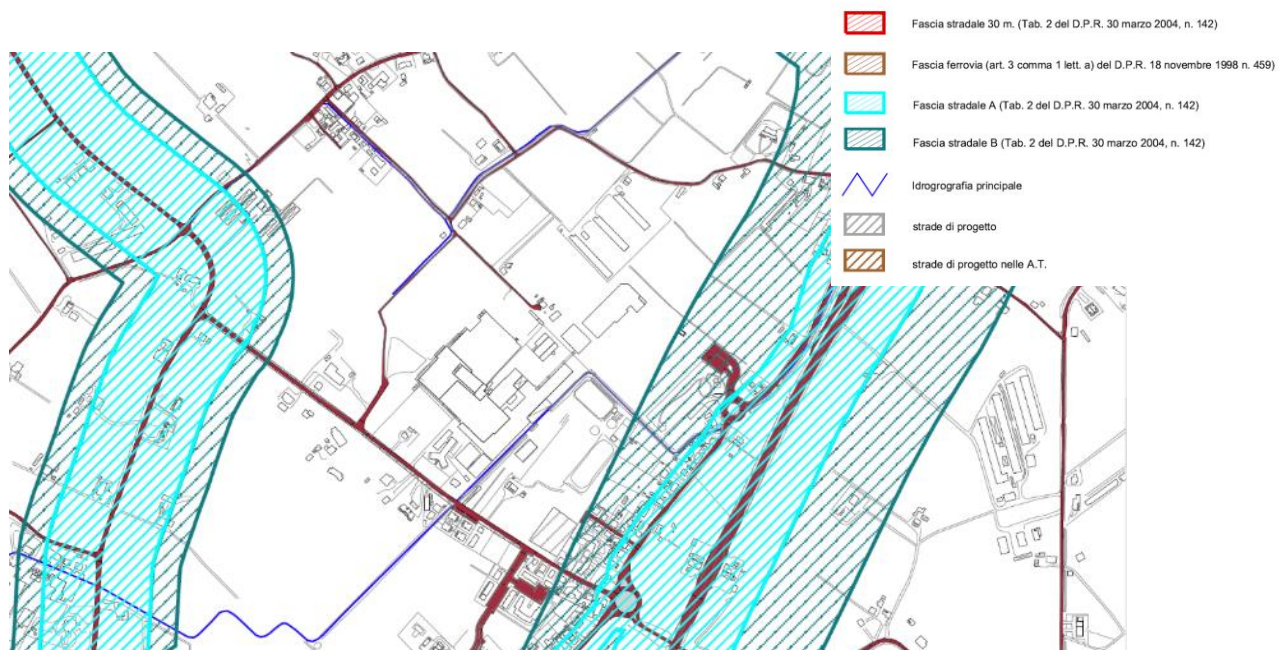 Fascia stradale 30 m. (Tab. 2 del D.P.R. 30 marzo 2004, n. 142)
Fascia ferrovia (art. 3 comma 1 lett. a) del D.P.R. 18 novembre 1998 n. 459)
Fascia stradale A (Tab. 2 del D.P.R. 30 marzo 2004, n. 142)
Fascia stradale B (Tab. 2 del D.P.R. 30 marzo 2004, n. 142)
Idrogrografia principale
strade di progetto
strade di progetto nelle A.T.